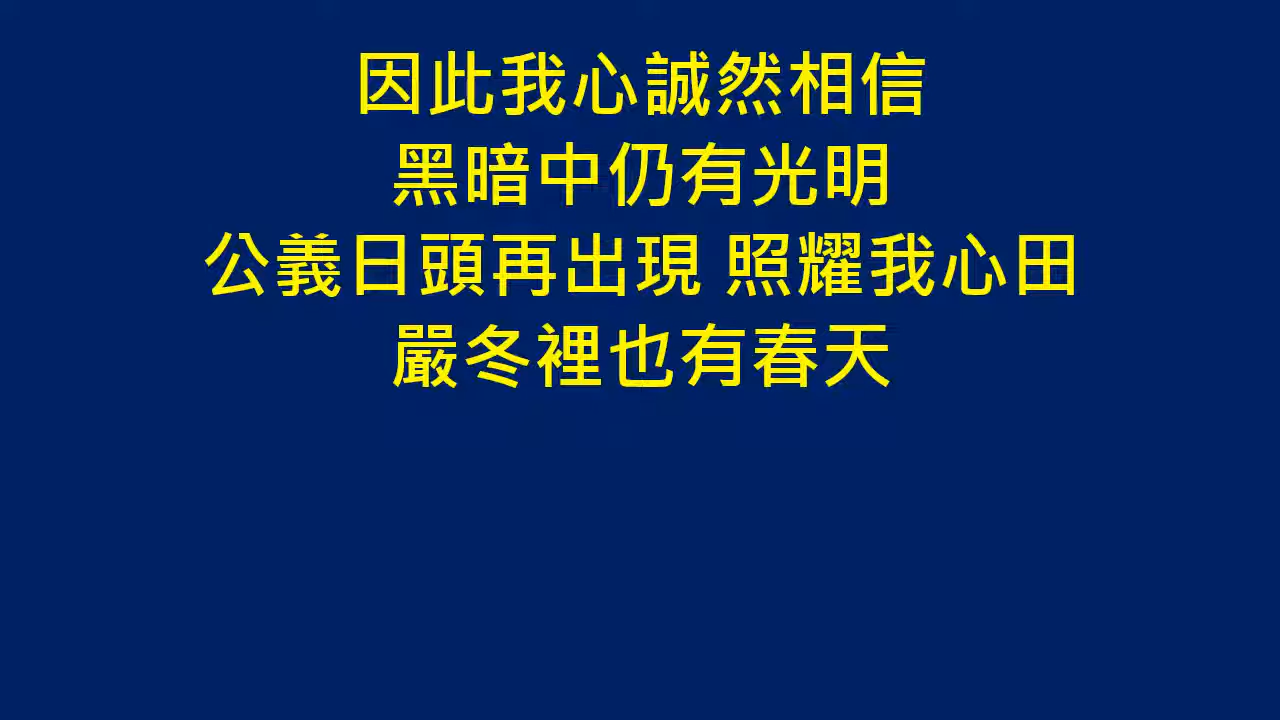 因此我心誠然相信
黑暗中仍有光明
公義日頭再出現 照耀我心田
嚴冬裡也有春天